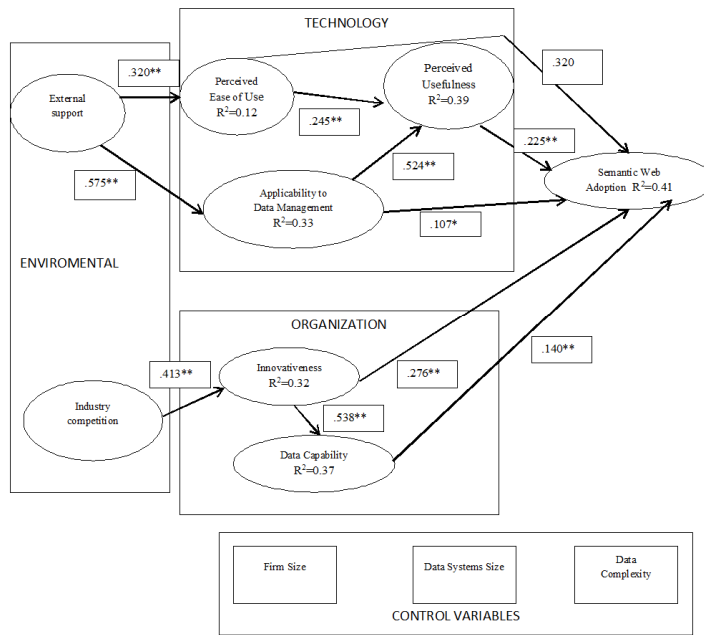 TECHNOLOGY
.320**
Perceived
Ease of Use
R²=0.12
Perceived
Usefulness
R²=0.39
.320
External
support
.245**
.225**
.524**
Semantic Web
Adoption R²=0.41
.575**
Applicability to
Data Management
R²=0.33
.107*
ENVIROMENTAL
ORGANIZATION
.140**
.413**
Innovativeness
R²=0.32
.276**
Industry
competition
.538**
Data Capability
R²=0.37
Firm Size
Data Systems Size
Data
Complexity
CONTROL VARIABLES